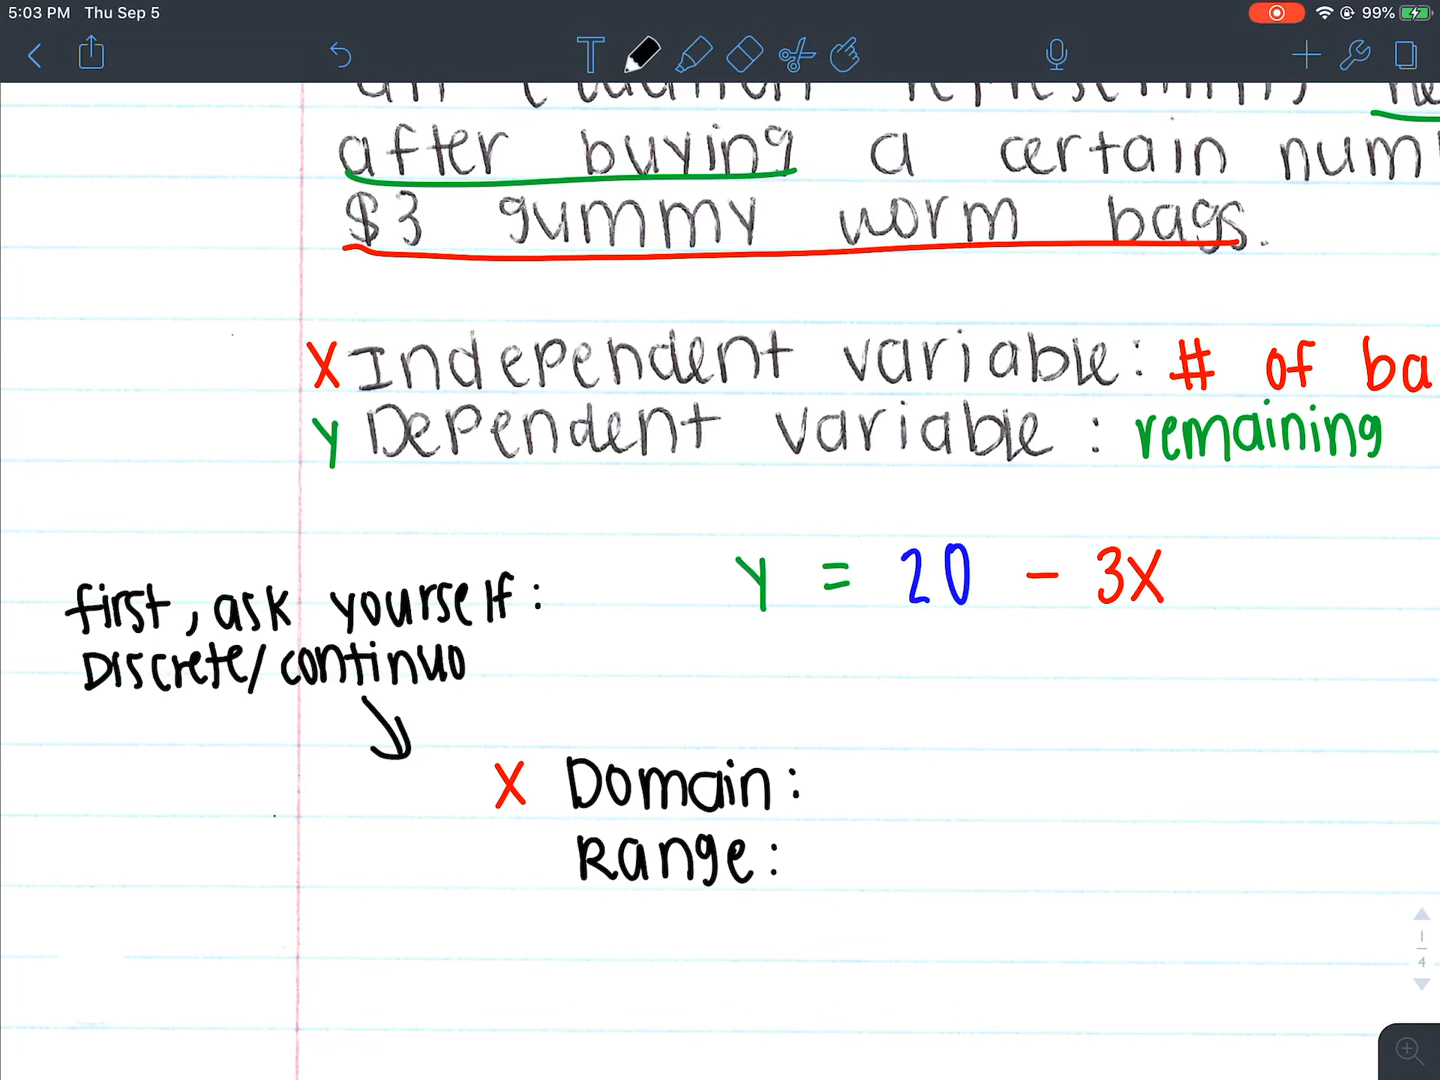 5:03 PM Thu Sep 5 99%
after buying a certain num
$3 gummy worm bags.
X Independent variable: # of ba
y Dependent variable : remaining
y = 20 - 3X
first, ask yourself:
Discrete/continuo
X Domain:
Range:
1
4